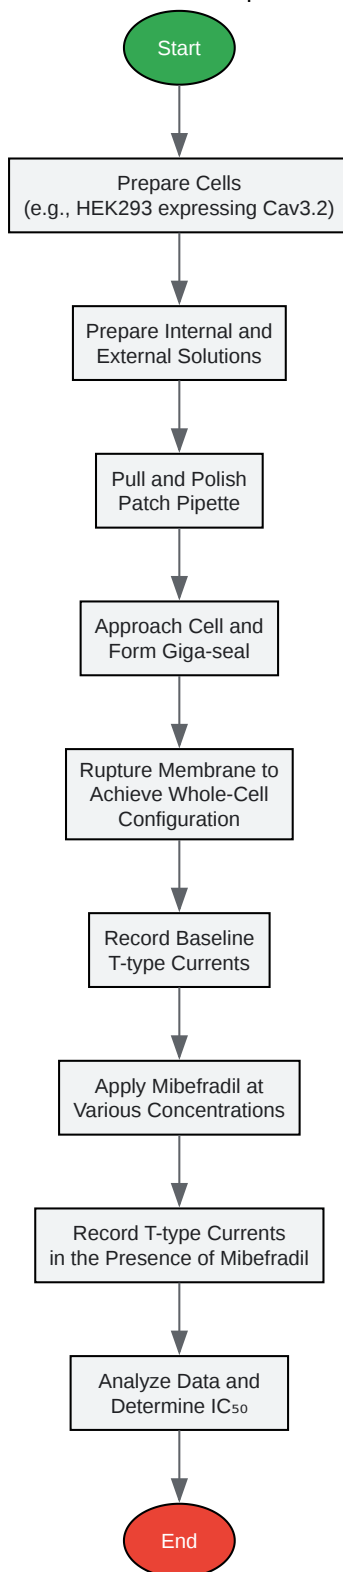 Start
Prepare Cells
(e.g., HEK293 expressing Cav3.2)
Prepare Internal and
External Solutions
Pull and Polish
Patch Pipette
Approach Cell and
Form Giga-seal
Rupture Membrane to
Achieve Whole-Cell
Configuration
Record Baseline
T-type Currents
Apply Mibefradil at
Various Concentrations
Record T-type Currents
in the Presence of Mibefradil
Analyze Data and
Determine IC₅₀
End